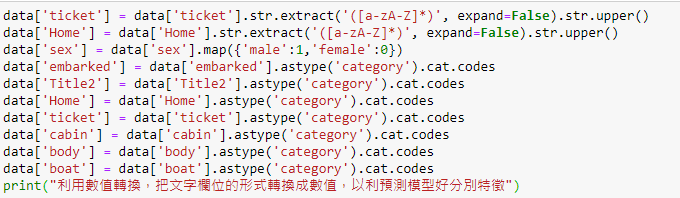 data['ticket'] = data['ticket'].str.extract('([a-zA-Z]*)', expand=False).str.upper()
data['Home'] = data['Home'].str.extract('([a-zA-Z]*)', expand=False).str.upper()
data['sex'] = data['sex'].map({'male':1,'female':0})
data['embarked'] = data['embarked'].astype('category').cat.codes
data['Title2'] = data['Title2'].astype('category').cat.codes
data['Home'] = data['Home'].astype('category').cat.codes
data['ticket'] = data['ticket'].astype('category').cat.codes
data['cabin'] = data['cabin'].astype('category').cat.codes
data['body'] = data['body'].astype('category').cat.codes
data['boat'] = data['boat'].astype('category').cat.codes
print("利用數值轉換，把文字欄位的形式轉換成數值，以利預測模型好分別特徵")